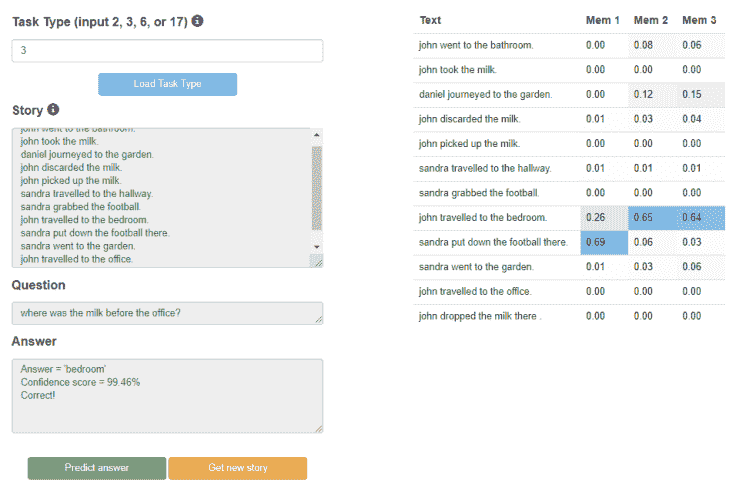 Task Type (input 2, 3, 6, or 17)
3
Load Task Type
Story
john went to the bathroom.
john took the milk.
daniel journeyed to the garden.
john discarded the milk.
john picked up the milk.
sandra travelled to the hallway.
sandra grabbed the football.
john travelled to the bedroom.
sandra put down the football there.
sandra went to the garden.
john travelled to the office.
Question
where was the milk before the office?
Answer
Answer = 'bedroom'
Confidence score = 99.46%
Correct!
Predict answer Get new story
Text Mem 1 Mem 2 Mem 3
john went to the bathroom. 0.00 0.08 0.06
john took the milk. 0.00 0.00 0.00
daniel journeyed to the garden. 0.00 0.12 0.15
john discarded the milk. 0.01 0.03 0.04
john picked up the milk. 0.00 0.00 0.00
sandra travelled to the hallway. 0.01 0.01 0.01
sandra grabbed the football. 0.00 0.00 0.00
john travelled to the bedroom. 0.26 0.65 0.64
sandra put down the football there. 0.69 0.06 0.03
sandra went to the garden. 0.01 0.03 0.06
john travelled to the office. 0.00 0.00 0.00
john dropped the milk there . 0.00 0.00 0.00